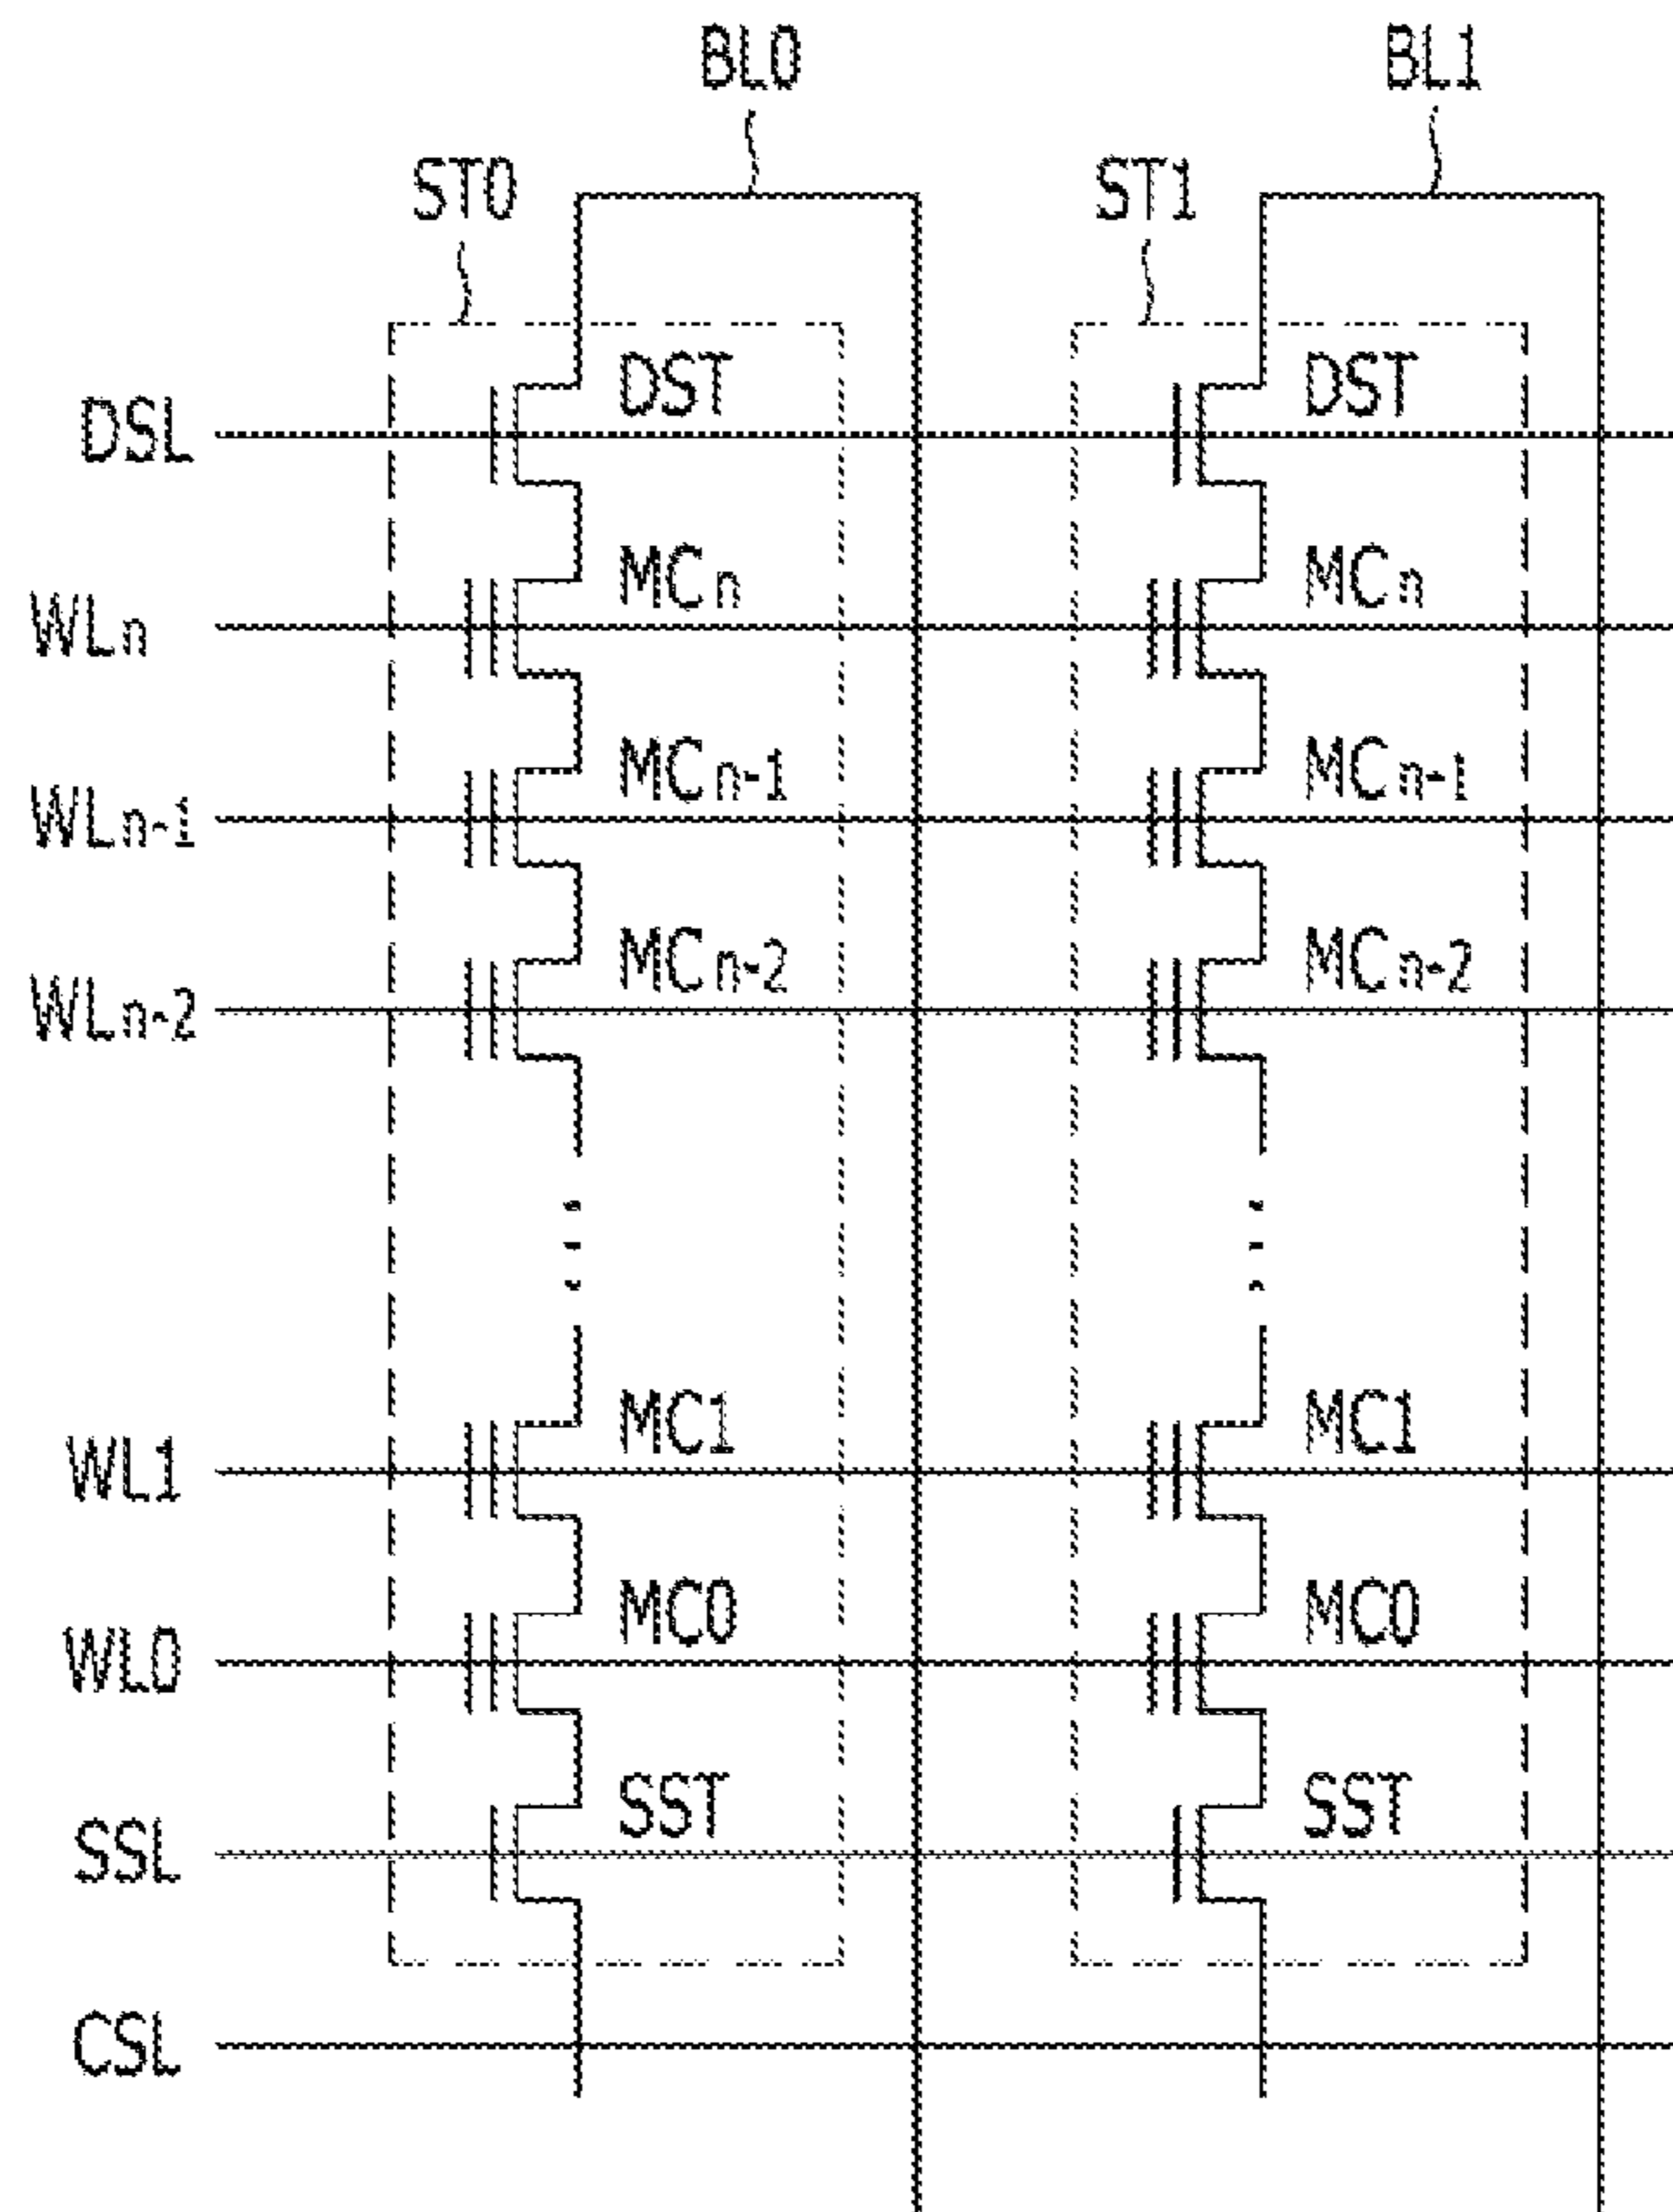 BL0 BL1
ST0 ST1
DSL DST DST
WLn MCn MCn
WLn-1 MCn-1 MCn-1
WLn-2 MCn-2 MCn-2
WL1 MC1 MC1
WL0 MC0 MC0
SSL SST SST
CSL